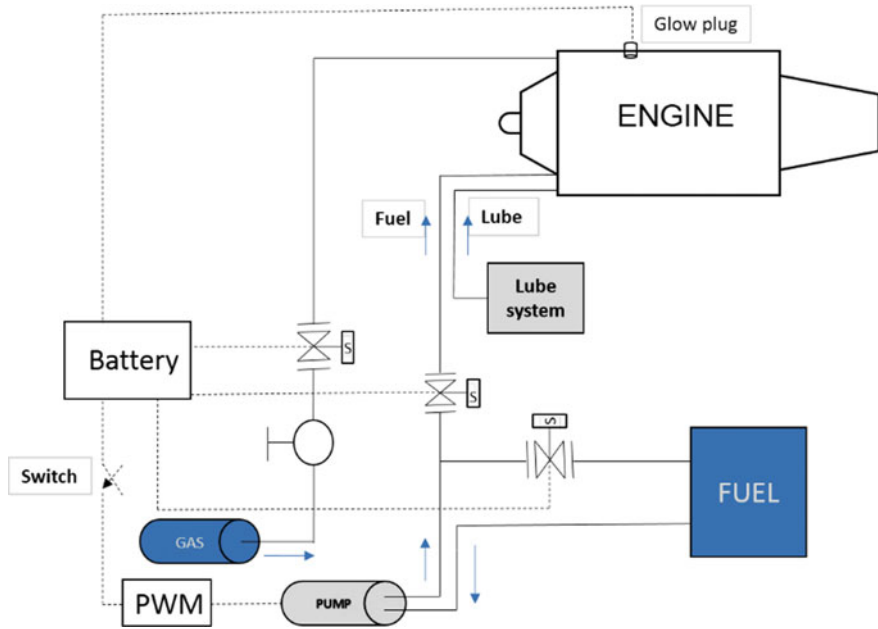 Glow plug
ENGINE
Fuel
Lube
Lube
system
S
Battery
S
S
Switch
FUEL
GAS
PWM
PUMP